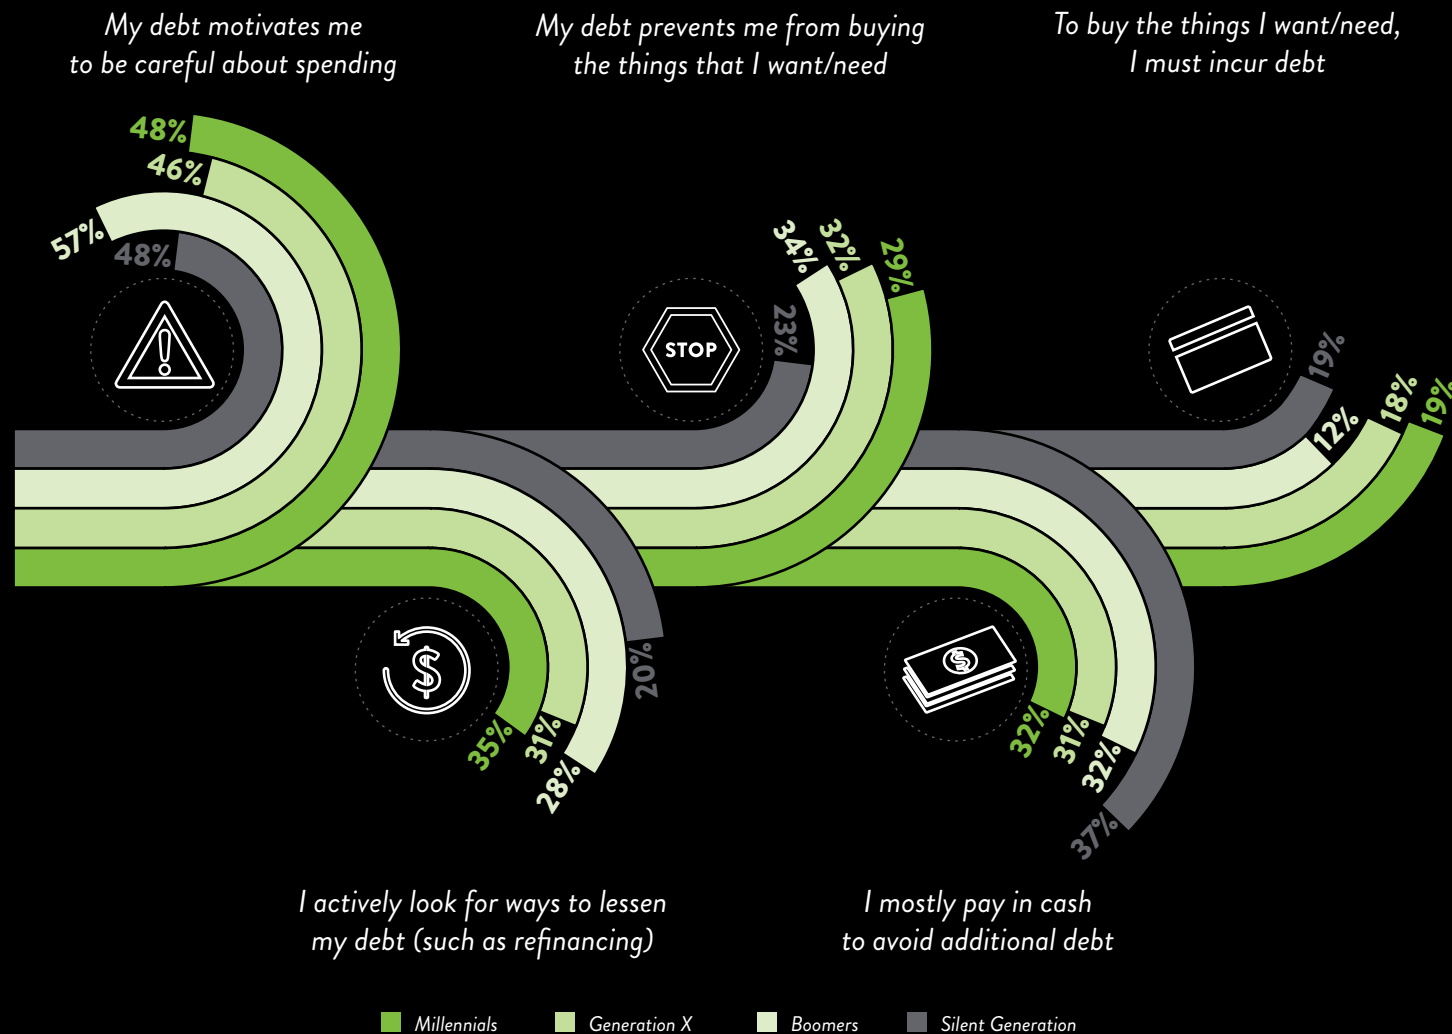 My debt motivates me
to be careful about spending
My debt prevents me from buying
the things that I want/need
To buy the things I want/need,
I must incur debt
48%
46%
57%
48%
34%
32%
29%
23%
19%
12%
18%
19%
STOP
$
$
20%
35%
31%
28%
32%
31%
32%
37%
I actively look for ways to lessen
my debt (such as refinancing)
I mostly pay in cash
to avoid additional debt
Millennials
Generation X
Boomers
Silent Generation